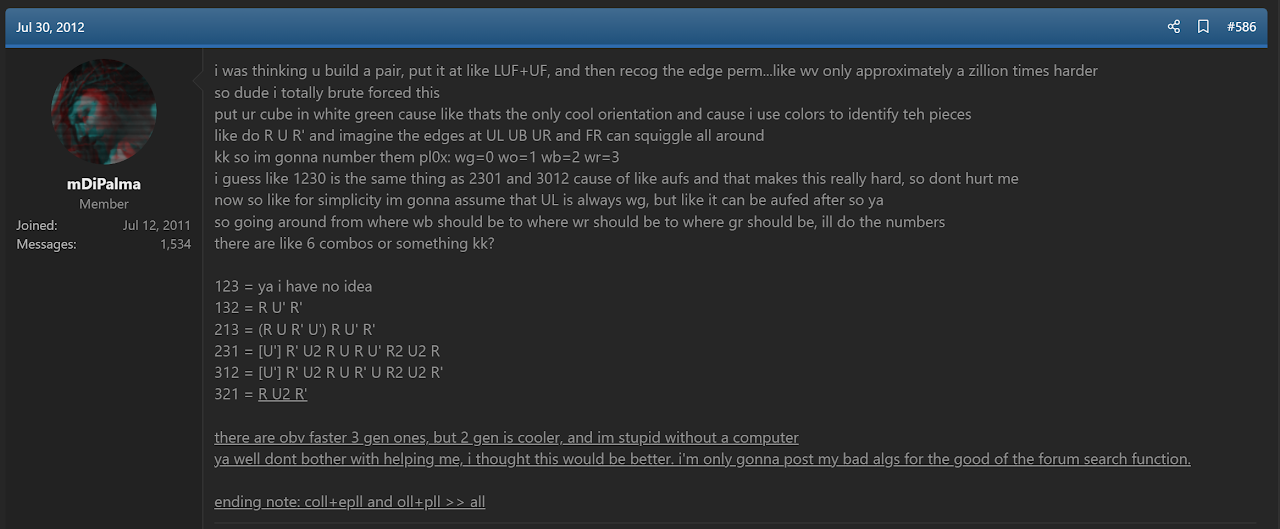 Jul 30, 2012
#586
mDiPalma
Member
Joined: Jul 12, 2011
Messages: 1,534
i was thinking u build a pair, put it at like LUF+UF, and then recog the edge perm...like wv only approximately a zillion times harder
so dude i totally brute forced this
put ur cube in white green cause like thats the only cool orientation and cause i use colors to identify teh pieces
like do R U R' and imagine the edges at UL UB UR and FR can squiggle all around
kk so im gonna number them pl0x: wg=0 wo=1 wb=2 wr=3
i guess like 1230 is the same thing as 2301 and 3012 cause of like aufs and that makes this really hard, so dont hurt me
now so like for simplicity im gonna assume that UL is always wg, but like it can be aufed after so ya
so going around from where wb should be to where wr should be to where gr should be, ill do the numbers
there are like 6 combos or something kk?
123 = ya i have no idea
132 = R U' R'
213 = (R U R' U') R U' R'
231 = [U'] R' U2 R U R U' R2 U2 R
312 = [U'] R' U2 R U R' U R2 U2 R'
321 = R U2 R'
there are obv faster 3 gen ones, but 2 gen is cooler, and im stupid without a computer
ya well dont bother with helping me, i thought this would be better. i'm only gonna post my bad algs for the good of the forum search function.
ending note: coll+epll and oll+pll >> all